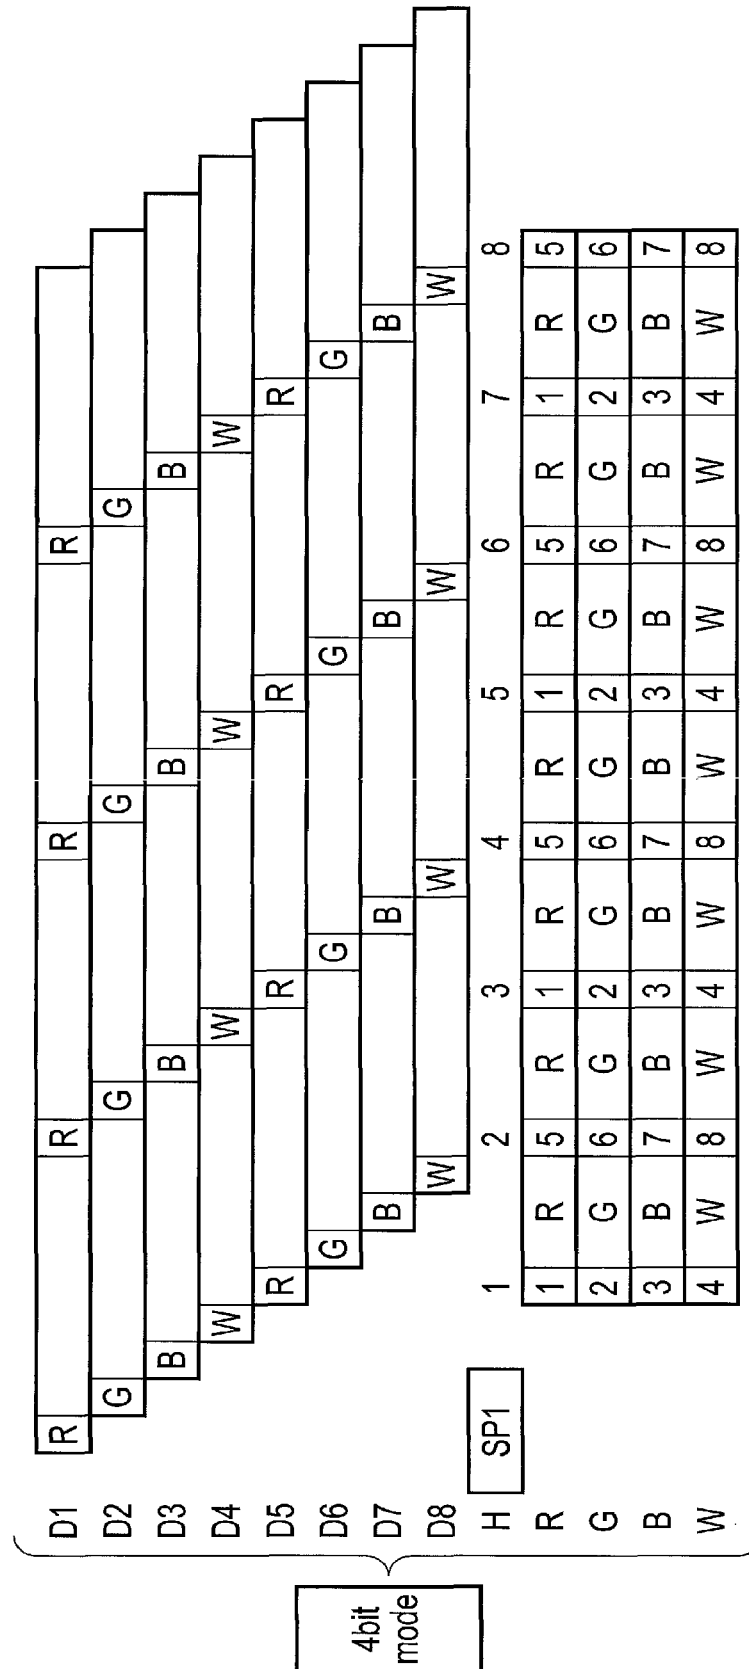 4bit
mode
D1 R R R R
D2 G G G G
D3 B B B B
D4 W W W W
D5 R R R R
D6 G G G G
D7 B B B B
D8 W W W W
H SP1 1 2 3 4 5 6 7 8
R 1 R 5 R 1 R 5 R 1 R 5 R 1 R 5
G 2 G 6 G 2 G 6 G 2 G 6 G 2 G 6
B 3 B 7 B 3 B 7 B 3 B 7 B 3 B 7
W 4 W 8 W 4 W 8 W 4 W 8 W 4 W 8